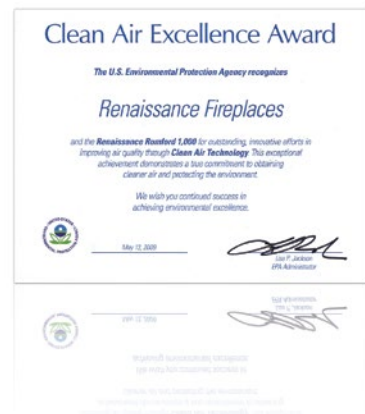 Clean Air Excellence Award
The U.S. Environmental Protection Agency recognizes
Renaissance Fireplaces
and the Renaissance Rumford 1,000 for outstanding, innovative efforts in
improving air quality through Clean Air Technology. This exceptional
achievement demonstrates a true commitment to obtaining
cleaner air and protecting the environment.
We wish you continued success in
achieving environmental excellence.
May 13, 2009
Lisa P. Jackson
EPA Administrator